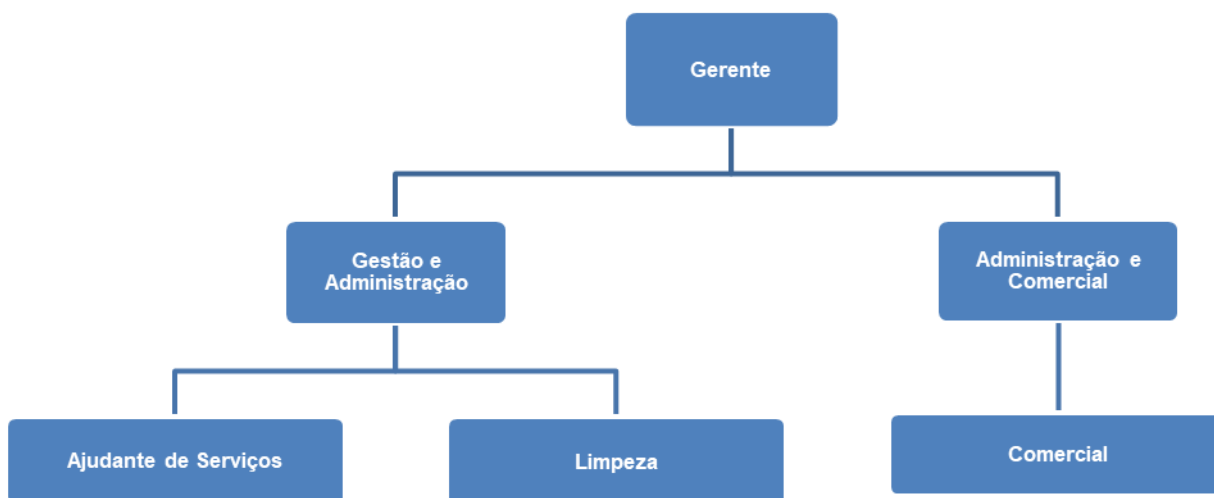 Gerente
Gestão e
Administração
Administração e
Comercial
Ajudante de Serviços
Limpeza
Comercial